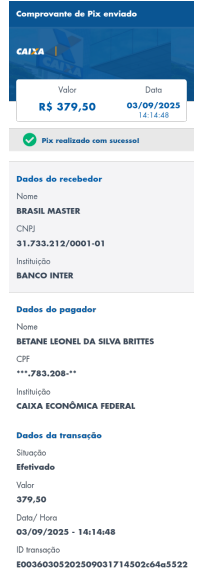 Comprovante de Pix enviado
CAIXA
Valor
Data
R$ 379,50
03/09/2025
14:14:48
Pix realizado com sucesso!
Dados do recebedor
Nome
BRASIL MASTER
CNPJ
31.733.212/0001-01
Instituição
BANCO INTER
Dados do pagador
Nome
BETANE LEONEL DA SILVA BRITTES
CPF
***.783.208-**
Instituição
CAIXA ECONÔMICA FEDERAL
Dados da transação
Situação
Efetivado
Valor
379,50
Data/ Hora
03/09/2025 - 14:14:48
ID transação
E00360305202509031714502c64a5522